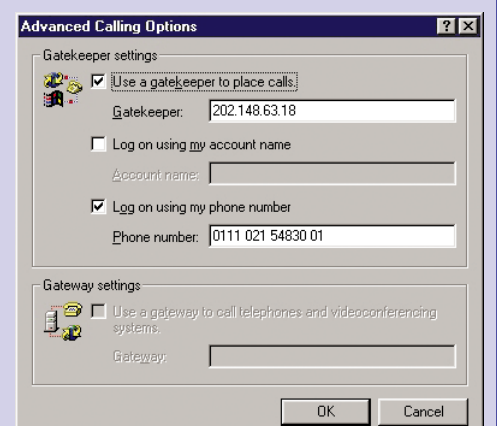 Advanced Calling Options
Gatekeeper settings
Use a gatekeeper to place calls.
Gatekeeper: 202.148.63.18
Log on using my account name
Account name:
Log on using my phone number
Phone number: 0111 021 54830 01
Gateway settings
Use a gateway to call telephones and videoconferencing
systems.
Gateway:
OK Cancel